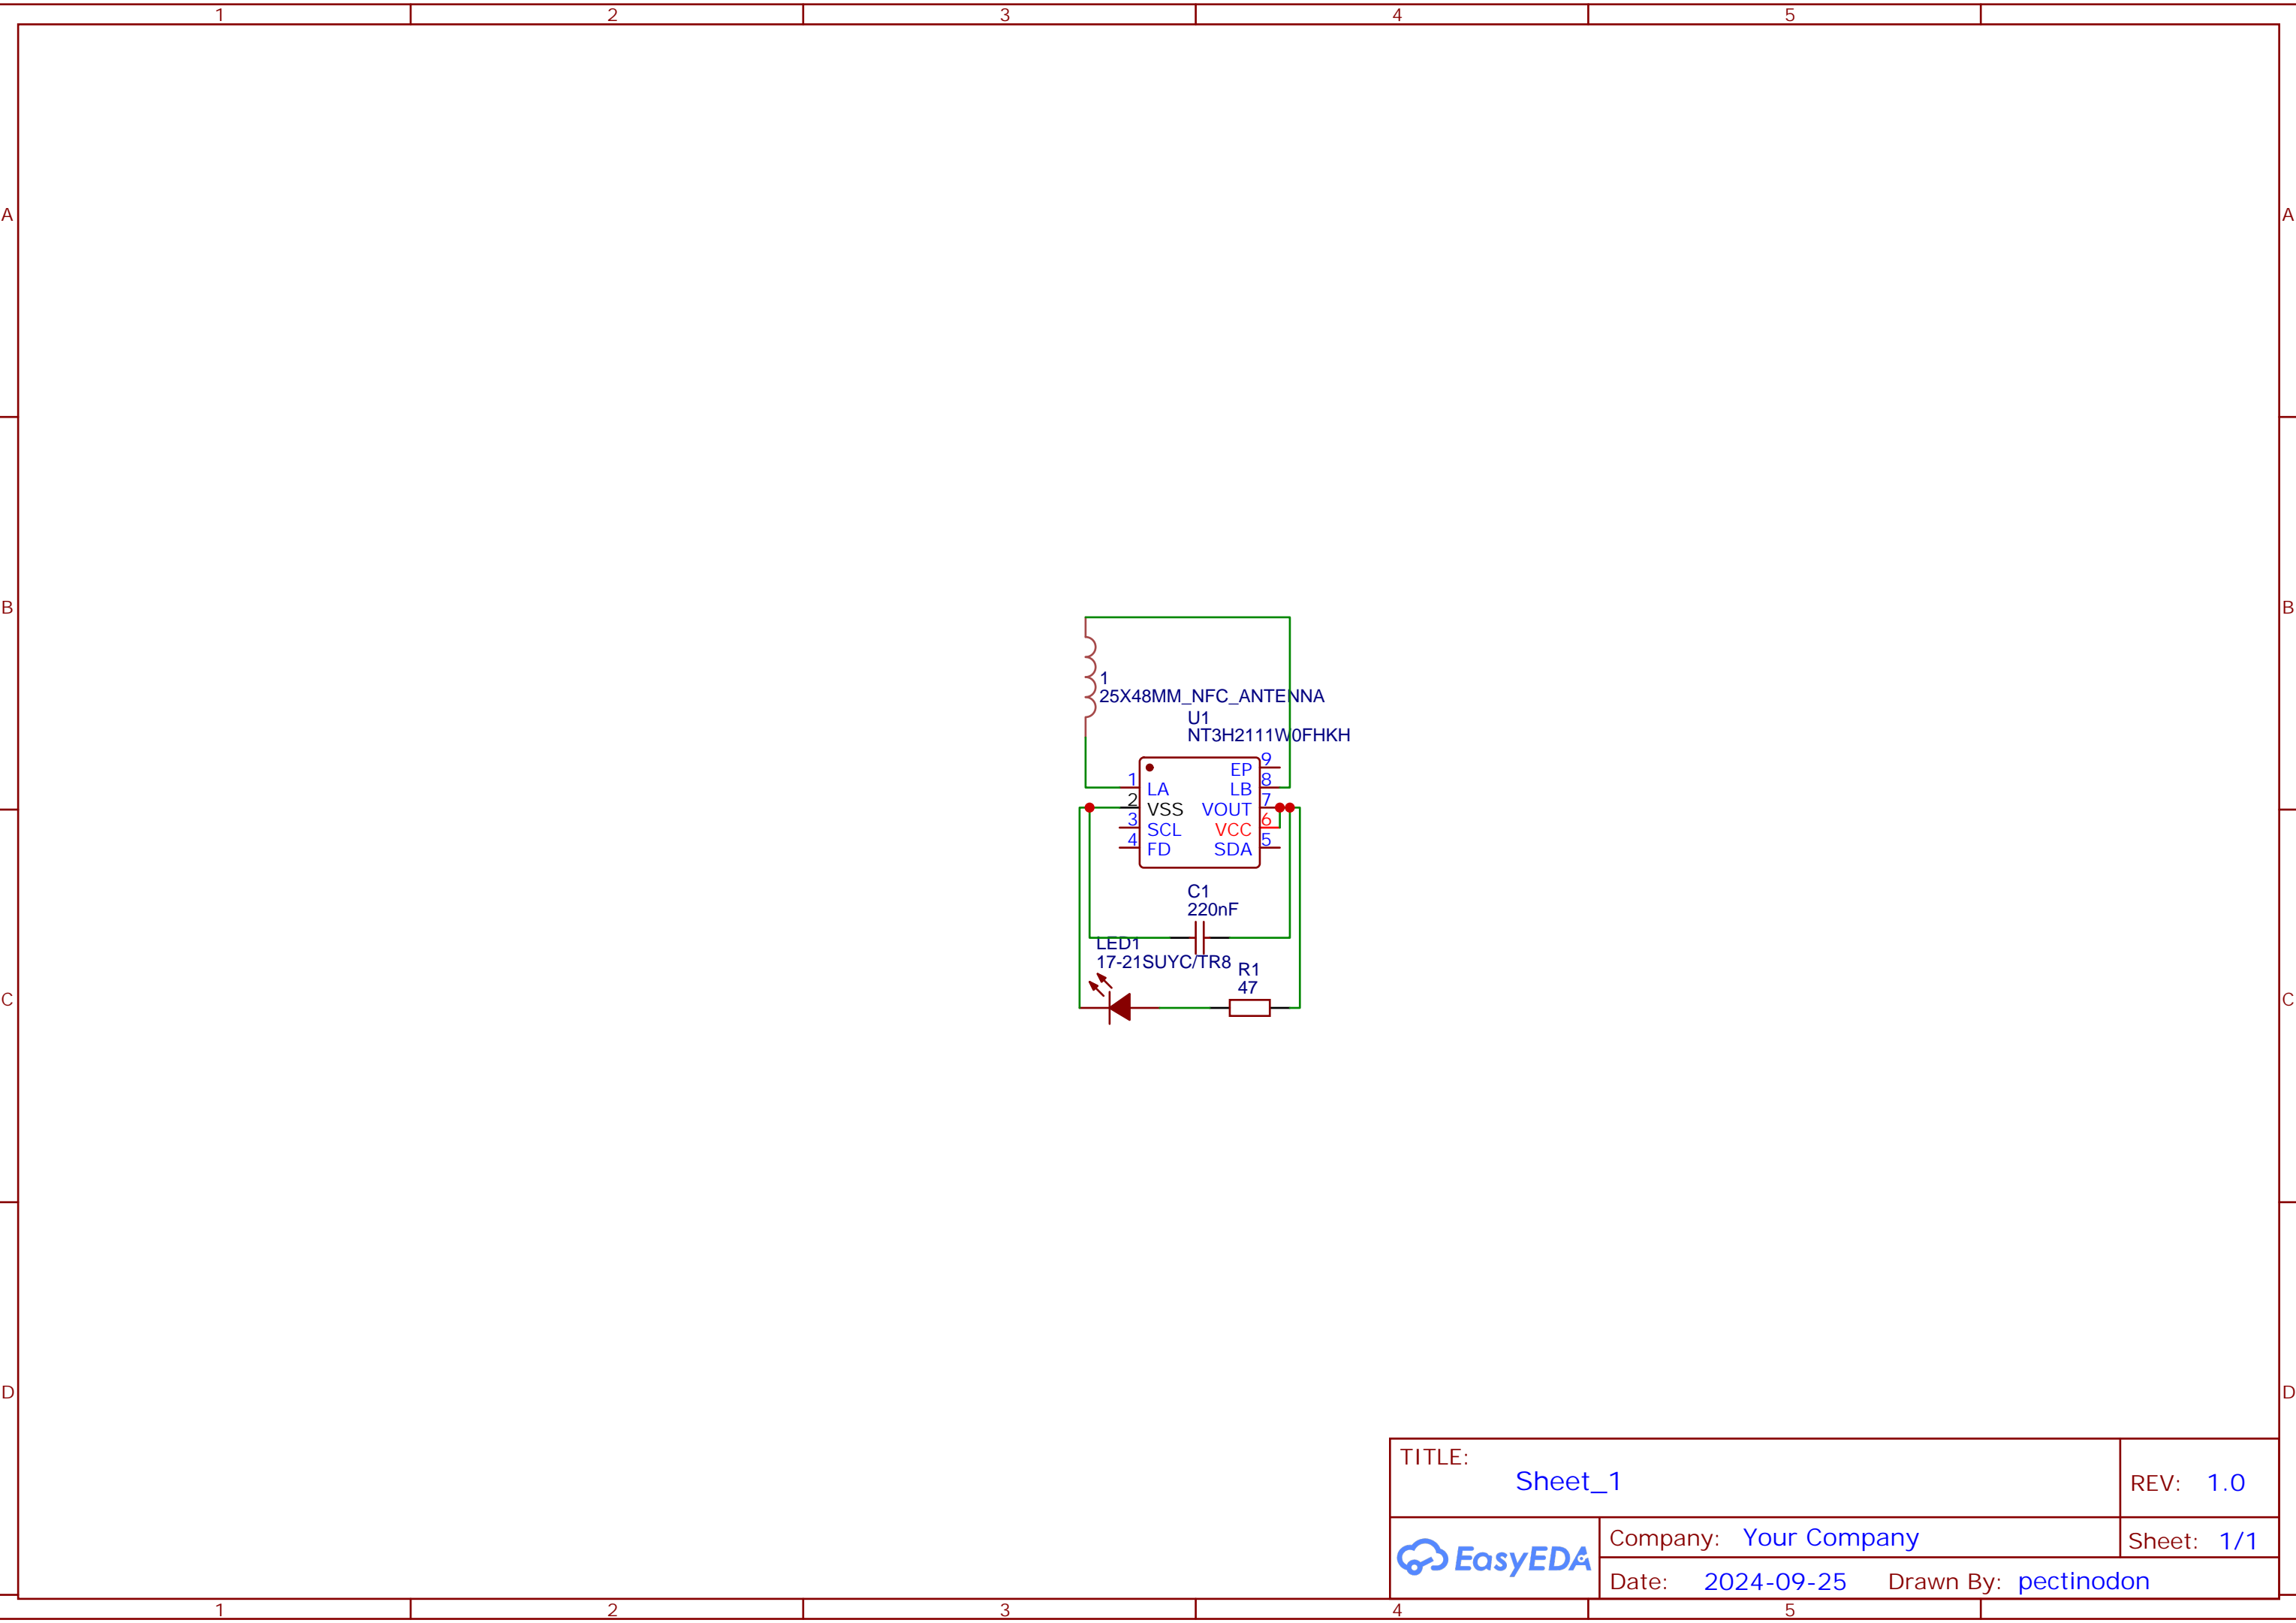 1 2 3 4 5
A A
B B
1
25X48MM_NFC_ANTENNA
U1
NT3H2111W0FHKH
EP 9
1 LA LB 8
2 VSS VOUT 7
3 SCL VCC 6
4 FD SDA 5
C1
220nF
LED1
17-21SUYC/TR8
R1
47
C C
D D
TITLE:
Sheet_1
REV: 1.0
EasyEDA
Company: Your Company
Sheet: 1/1
Date: 2024-09-25 Drawn By: pectinodon
1 2 3 4 5